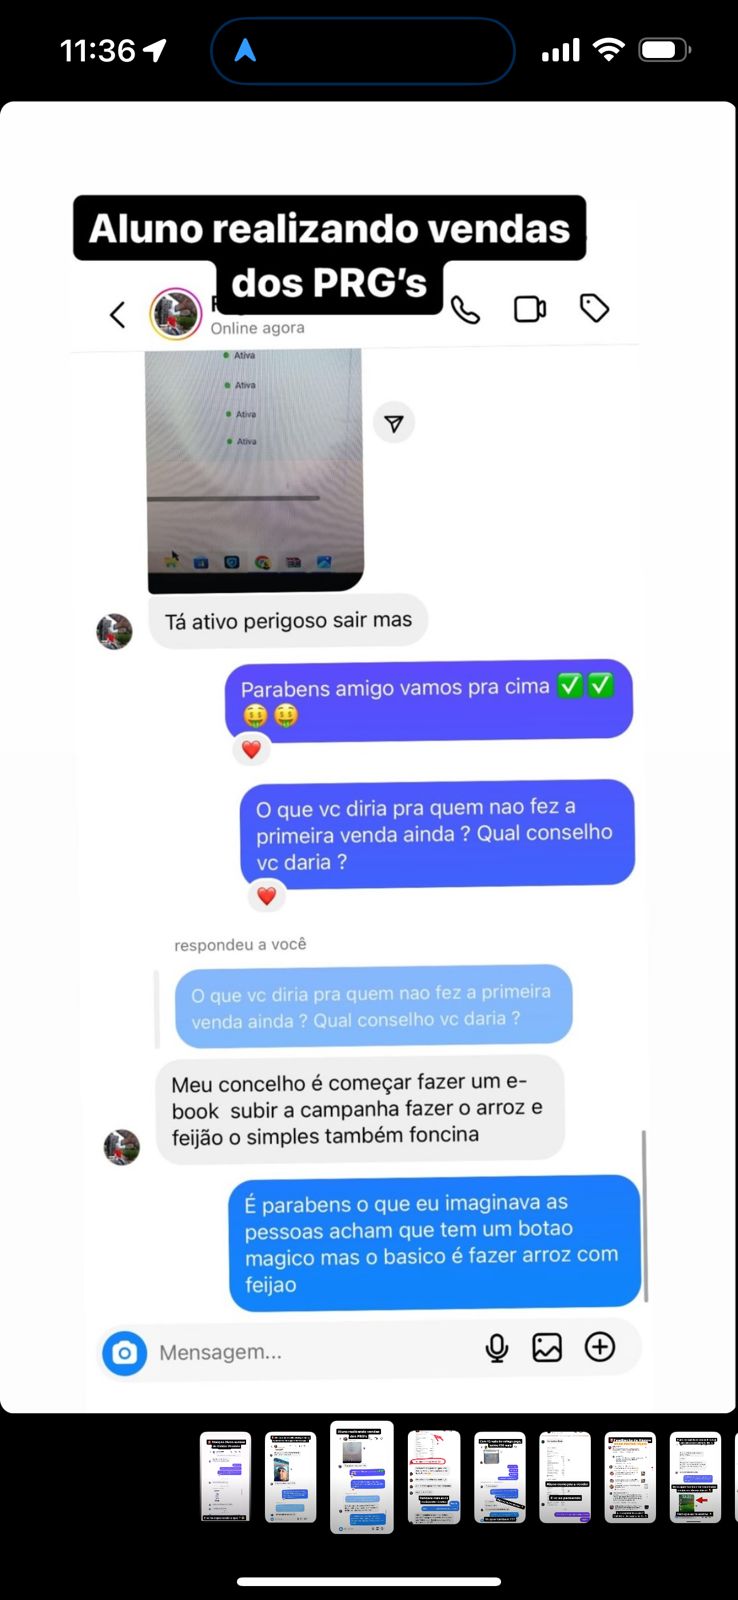 11:36
Aluno realizando vendas
dos PRG's
Online agora
Ativa
Ativa
Ativa
Ativa
Tá ativo perigoso sair mas
Parabens amigo vamos pra cima ✅✅
🤑🤑
❤️
O que vc diria pra quem nao fez a
primeira venda ainda ? Qual conselho
vc daria ?
❤️
respondeu a você
O que vc diria pra quem nao fez a primeira
venda ainda ? Qual conselho vc daria ?
Meu concelho é começar fazer um e-
book subir a campanha fazer o arroz e
feijão o simples também foncina
É parabens o que eu imaginava as
pessoas acham que tem um botao
magico mas o basico é fazer arroz com
feijao
Mensagem...